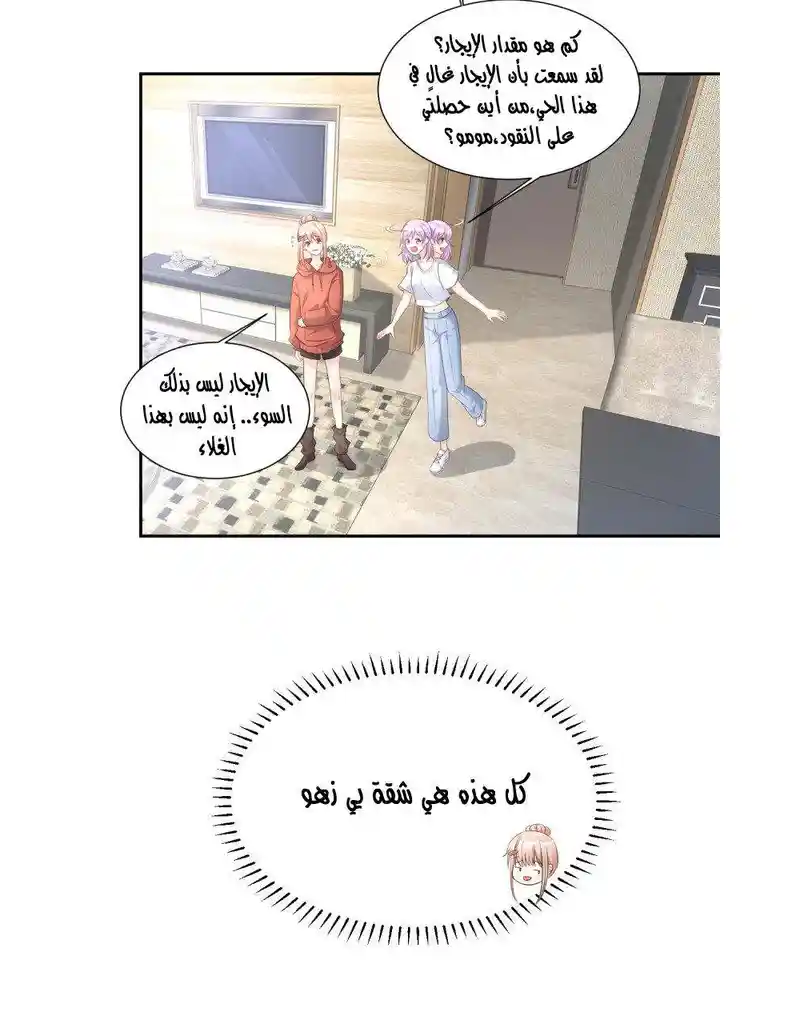 كم هو مقدار الإيجار؟
لقد سمعت بأن الإيجار غالٍ في
هذا الحي،من أين حصلتي
على النقود،مومو؟
الإيجار ليس بذلك
السوء.. إنه ليس بهذا
الغلاء
كل هذه هي شقة يي زهو